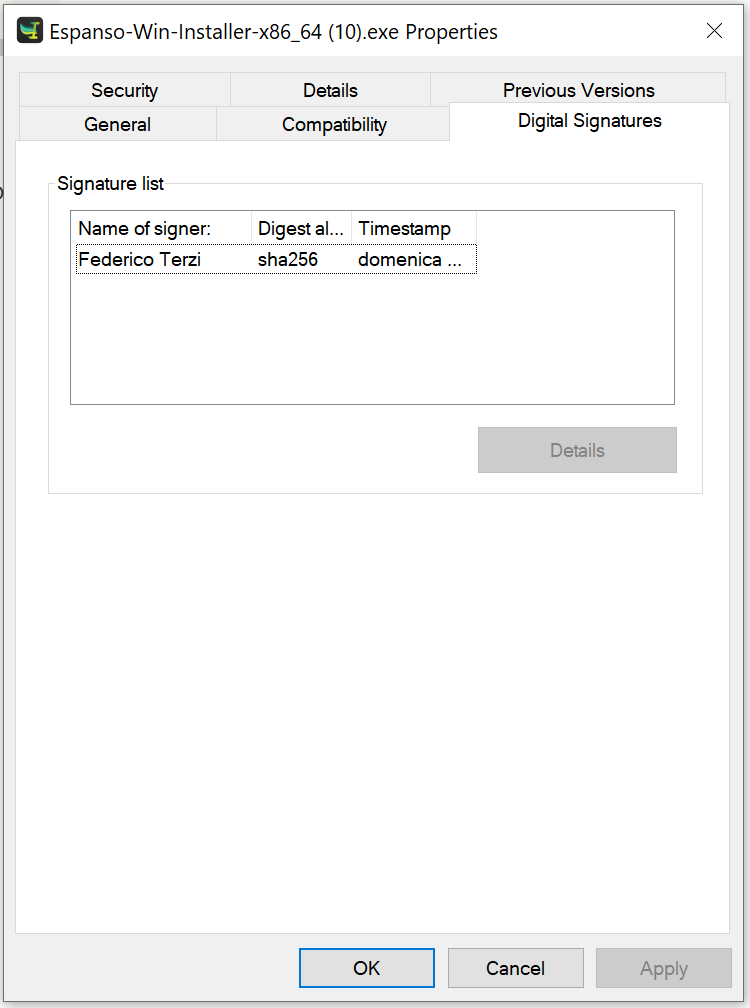 Espanso-Win-Installer-x86_64 (10).exe Properties
Security Details Previous Versions
General Compatibility Digital Signatures
Signature list
Name of signer: Digest al... Timestamp
Federico Terzi sha256 domenica ...
Details
OK Cancel Apply